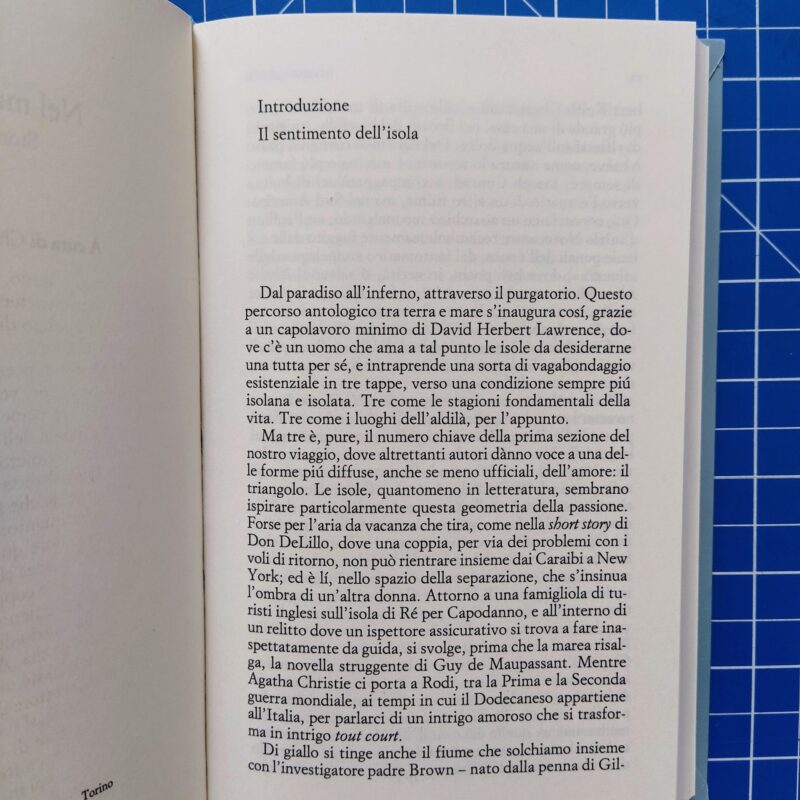 A cura di
Torino
Introduzione
Il sentimento dell'isola
Dal paradiso all'inferno, attraverso il purgatorio. Questo
percorso antologico tra terra e mare s'inaugura cosí, grazie
a un capolavoro minimo di David Herbert Lawrence, do-
ve c'è un uomo che ama a tal punto le isole da desiderarne
una tutta per sé, e intraprende una sorta di vagabondaggio
esistenziale in tre tappe, verso una condizione sempre piú
isolana e isolata. Tre come le stagioni fondamentali della
vita. Tre come i luoghi dell'aldilà, per l'appunto.
Ma tre è, pure, il numero chiave della prima sezione del
nostro viaggio, dove altrettanti autori dànno voce a una del-
le forme piú diffuse, anche se meno ufficiali, dell'amore: il
triangolo. Le isole, quantomeno in letteratura, sembrano
ispirare particolarmente questa geometria della passione.
Forse per l'aria da vacanza che tira, come nella short story di
Don DeLillo, dove una coppia, per via dei problemi con i
voli di ritorno, non può rientrare insieme dai Caraibi a New
York; ed è lí, nello spazio della separazione, che s'insinua
l'ombra di un'altra donna. Attorno a una famigliola di tu-
risti inglesi sull'isola di Ré per Capodanno, e all'interno di
un relitto dove un ispettore assicurativo si trova a fare ina-
spettatamente da guida, si svolge, prima che la marea risal-
ga, la novella struggente di Guy de Maupassant. Mentre
Agatha Christie ci porta a Rodi, tra la Prima e la Seconda
guerra mondiale, ai tempi in cui il Dodecaneso appartiene
all'Italia, per parlarci di un intrigo amoroso che si trasfor-
ma in intrigo tout court.
Di giallo si tinge anche il fiume che solchiamo insieme
con l'investigatore padre Brown – nato dalla penna di Gil-